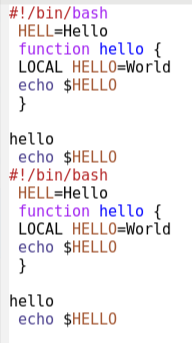 #!/bin/bash
HELL=Hello
function hello {
LOCAL HELLO=World
echo $HELLO
}
hello
echo $HELLO
#!/bin/bash
HELL=Hello
function hello {
LOCAL HELLO=World
echo $HELLO
}
hello
echo $HELLO